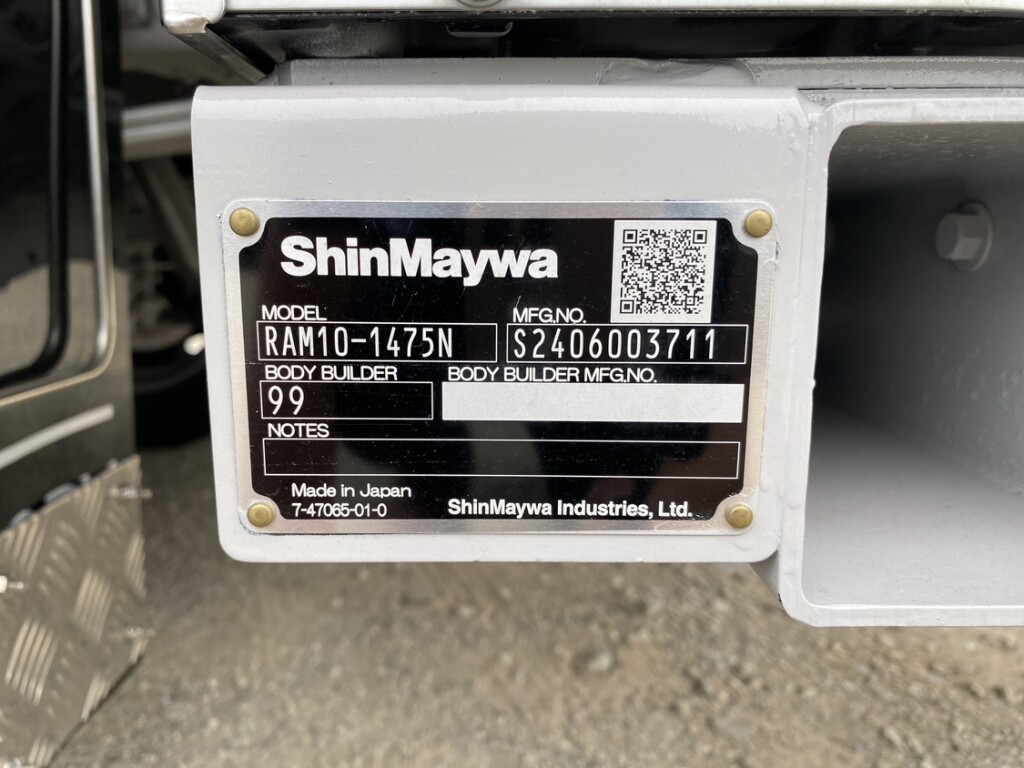 ShinMaywa
MODEL MFG.NO.
RAM10-1475N S2406003711
BODY BUILDER BODY BUILDER MFG.NO.
99
NOTES
Made in Japan
7-47065-01-0 ShinMaywa Industries, Ltd.